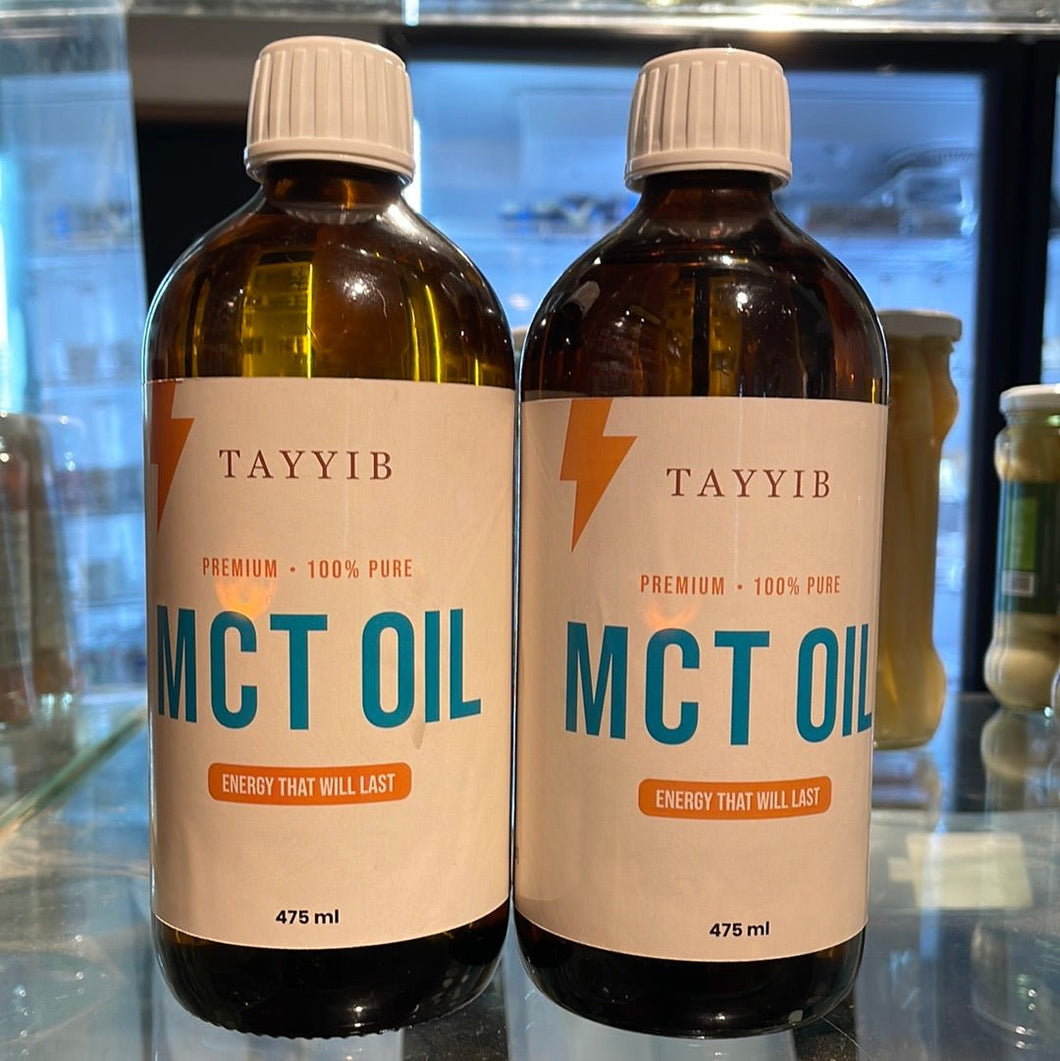 TAYYIB
PREMIUM • 100% PURE
MCT OIL
ENERGY THAT WILL LAST
475 ml
TAYYIB
PREMIUM • 100% PURE
MCT OIL
ENERGY THAT WILL LAST
475 ml